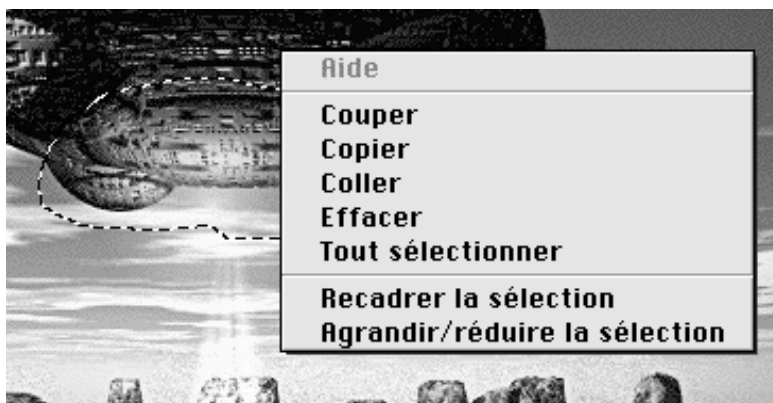 Aide
Couper
Copier
Coller
Effacer
Tout sélectionner
Recadrer la sélection
Agrandir/réduire la sélection